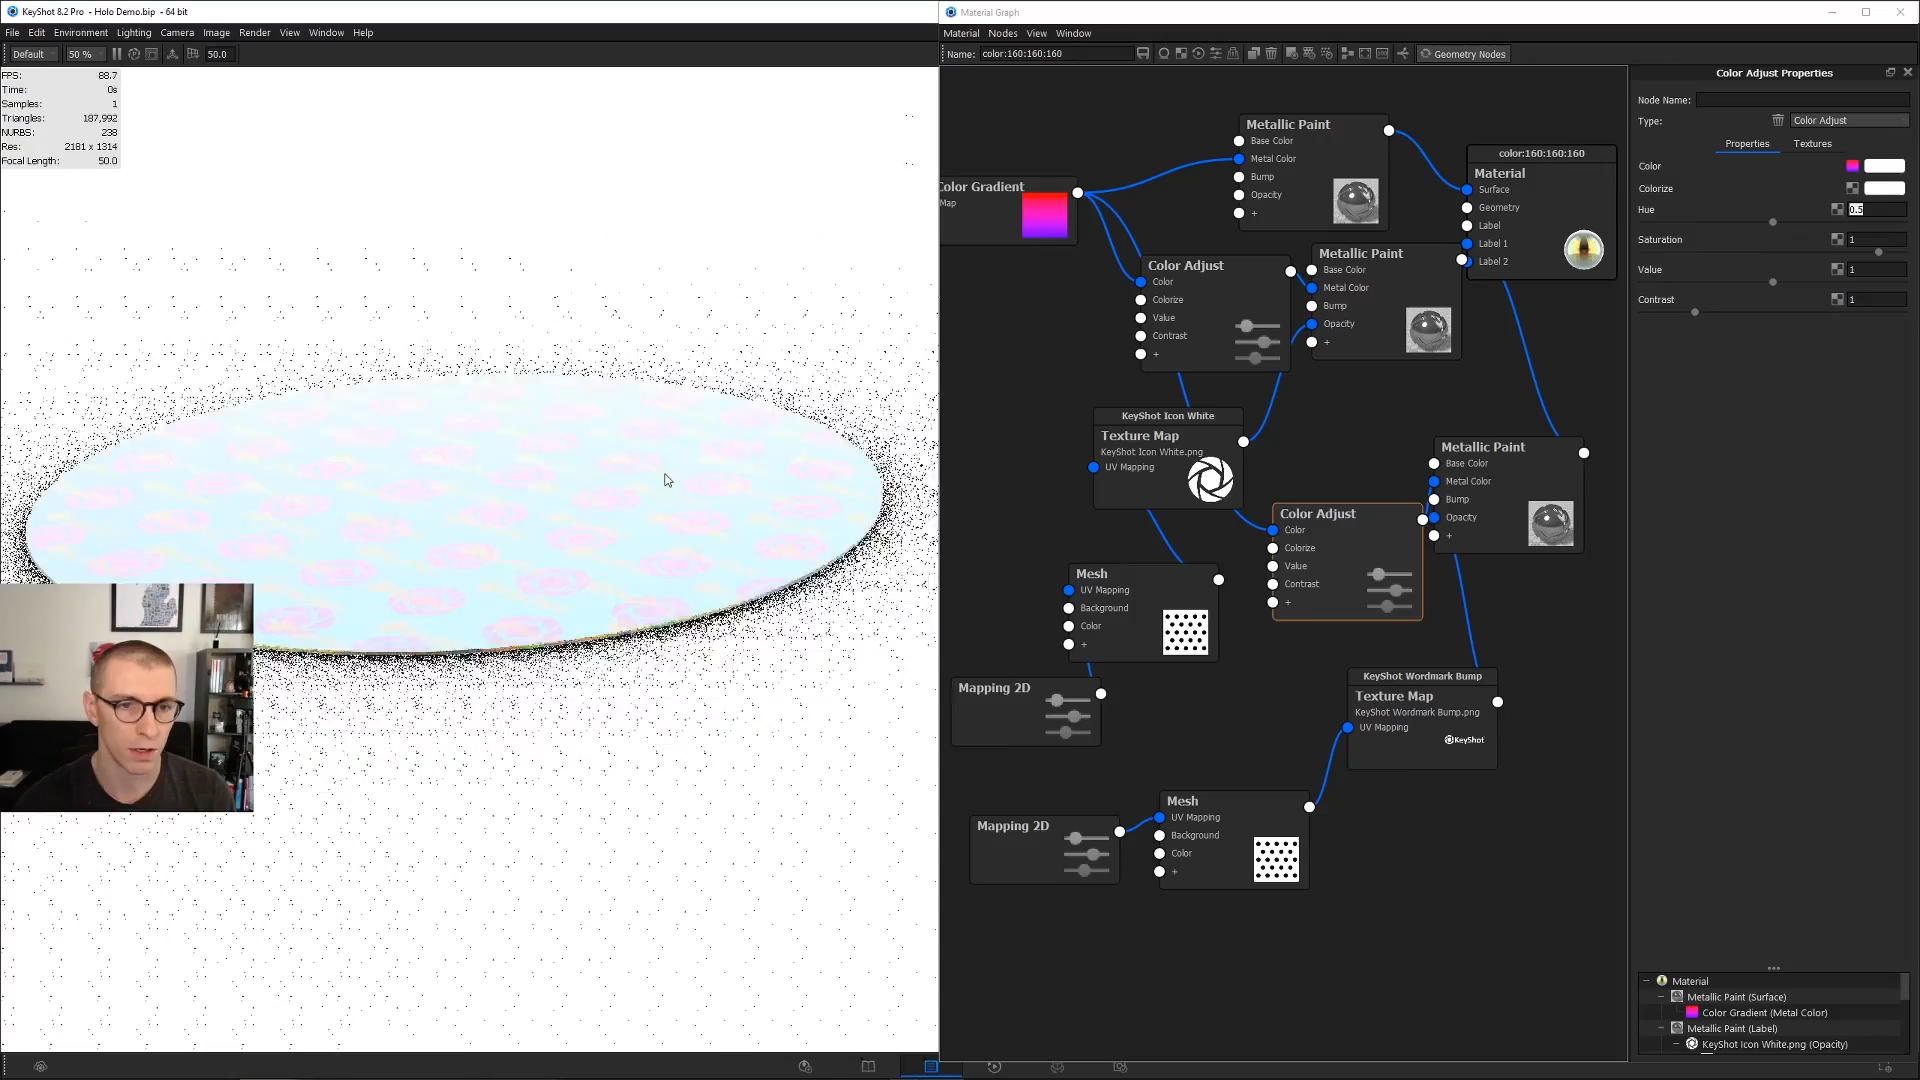 KeyShot 8.2 Pro - Holo Demo.bip - 64 bit
File Edit Environment Lighting Camera Image Render View Window Help
Default 50 % 50.0
FPS: 88.7
Time: 0s
Samples: 1
Triangles: 187,992
NURBS: 238
Res: 2181 x 1314
Focal Length: 50.0
Material Graph
Material Nodes View Window
Name: color:160:160:160 Geometry Nodes
Color Gradient
Map
Metallic Paint
Base Color
Metal Color
Bump
Opacity
+
color:160:160:160
Material
Surface
Geometry
Label
Label 1
Label 2
Color Adjust
Color
Colorize
Value
Contrast
+
Metallic Paint
Base Color
Metal Color
Bump
Opacity
+
KeyShot Icon White
Texture Map
KeyShot Icon White.png
UV Mapping
Color Adjust
Color
Colorize
Value
Contrast
+
Metallic Paint
Base Color
Metal Color
Bump
Opacity
+
Mesh
UV Mapping
Background
Color
+
Mapping 2D
KeyShot Wordmark Bump
Texture Map
KeyShot Wordmark Bump.png
UV Mapping
KeyShot
Mesh
UV Mapping
Background
Color
+
Mapping 2D
Color Adjust Properties
Node Name:
Type: Color Adjust
Properties Textures
Color
Colorize
Hue 0.5
Saturation 1
Value 1
Contrast 1
Material
Metallic Paint (Surface)
Color Gradient (Metal Color)
Metallic Paint (Label)
KeyShot Icon White.png (Opacity)